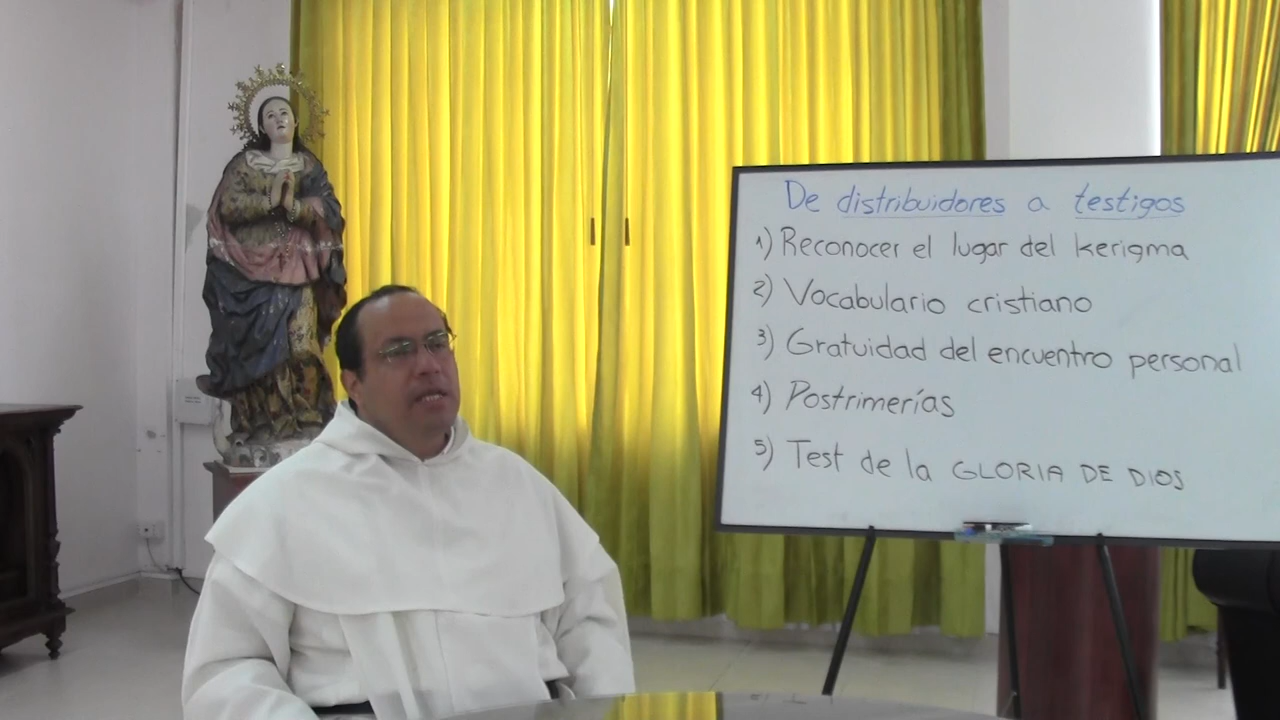 De distribuidores a testigos
1) Reconocer el lugar del kerigma
2) Vocabulario cristiano
3) Gratuidad del encuentro personal
4) Postrimerías
5) Test de la GLORIA DE DIOS